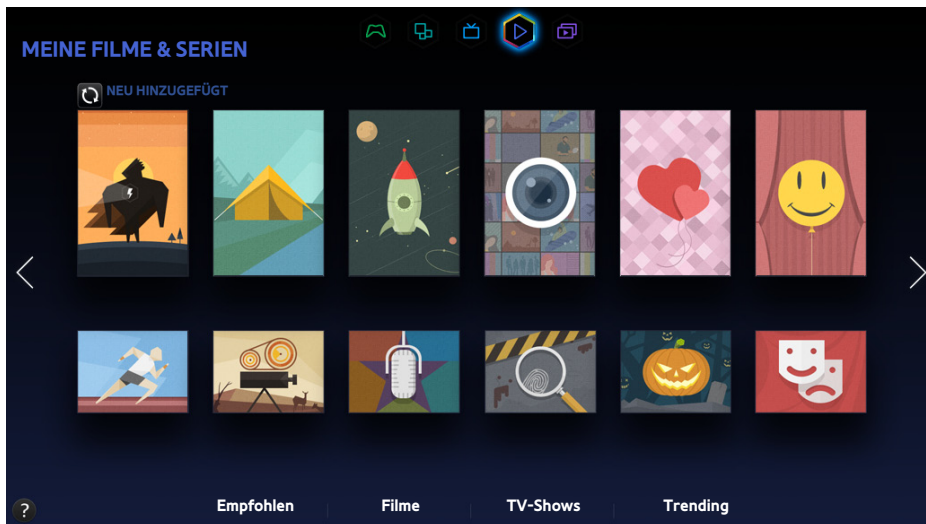 MEINE FILME & SERIEN
NEU HINZUGEFÜGT
?
Empfohlen
Filme
TV-Shows
Trending